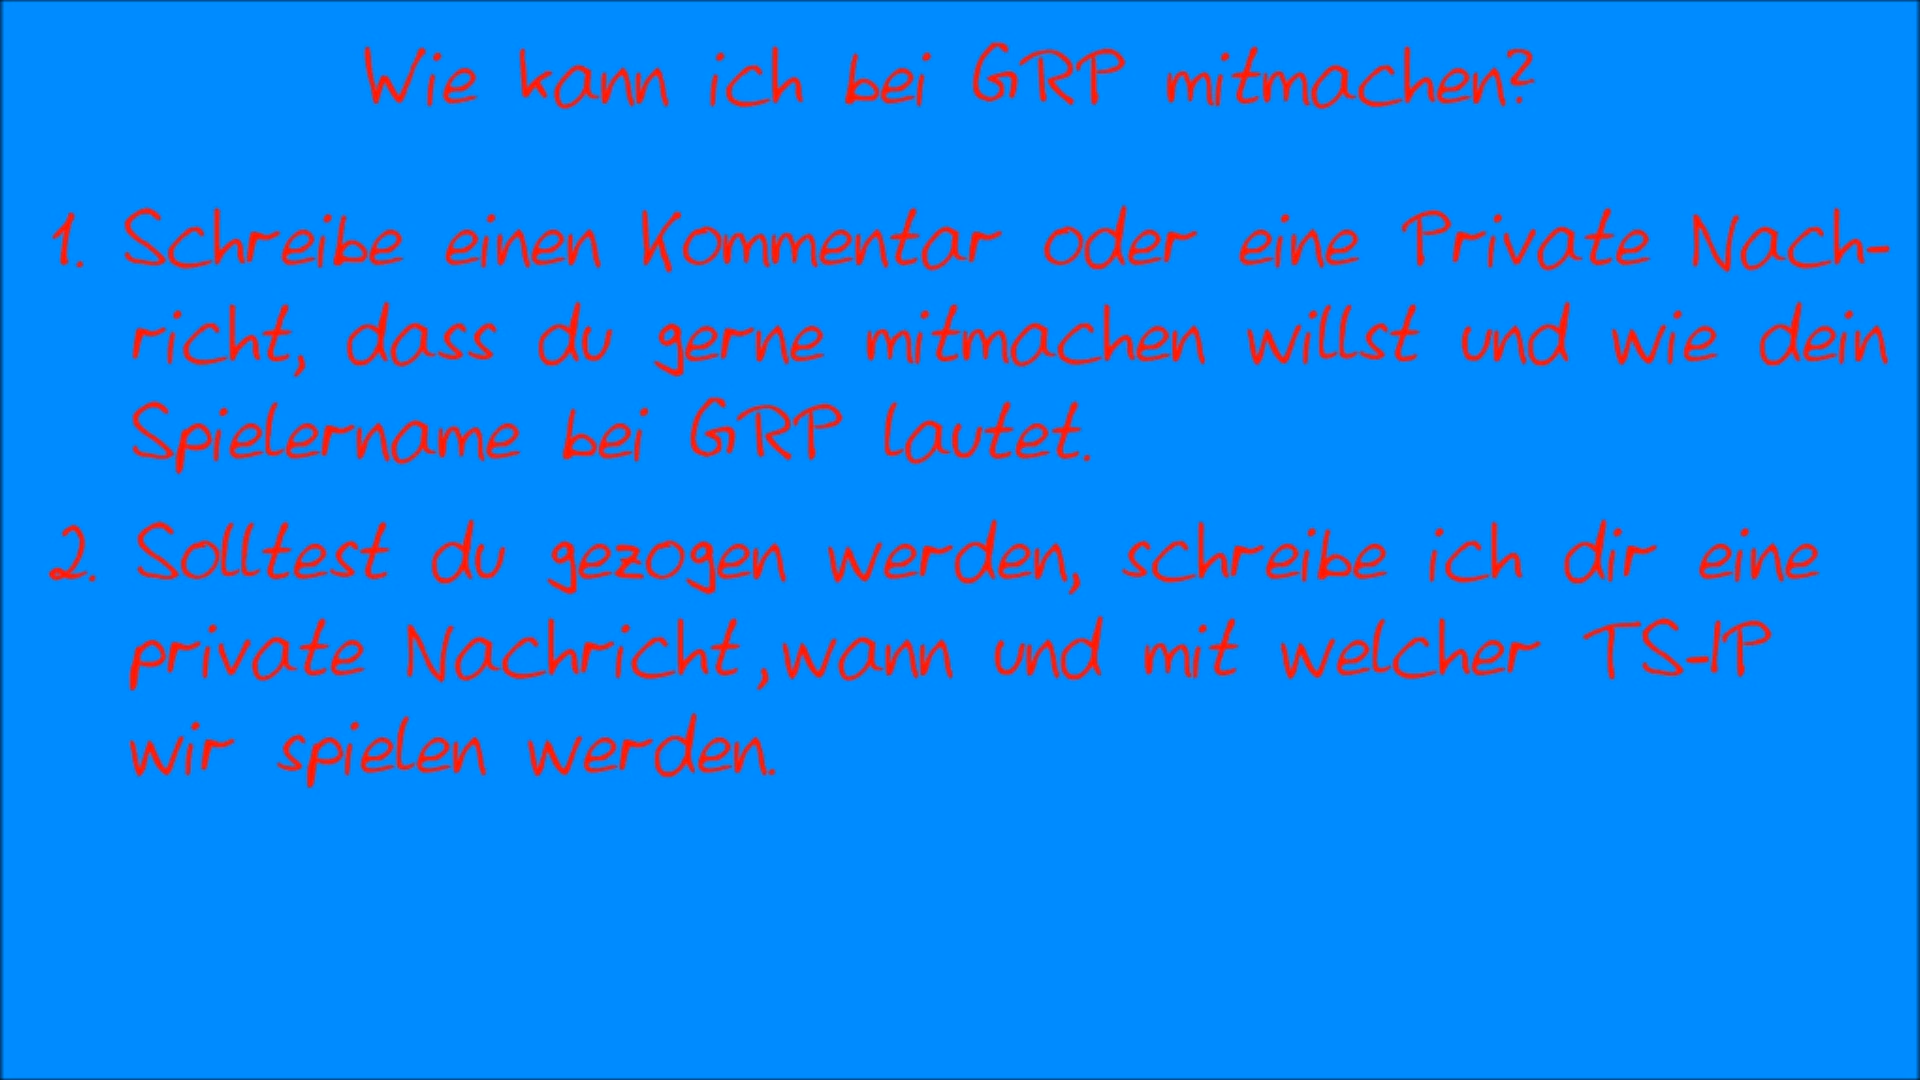 Wie kann ich bei GRP mitmachen?
1. Schreibe einen Kommentar oder eine Private Nach-
richt, dass du gerne mitmachen willst und wie dein
Spielername bei GRP lautet.
2. Solltest du gezogen werden, schreibe ich dir eine
private Nachricht,wann und mit welcher TS-IP
wir spielen werden.